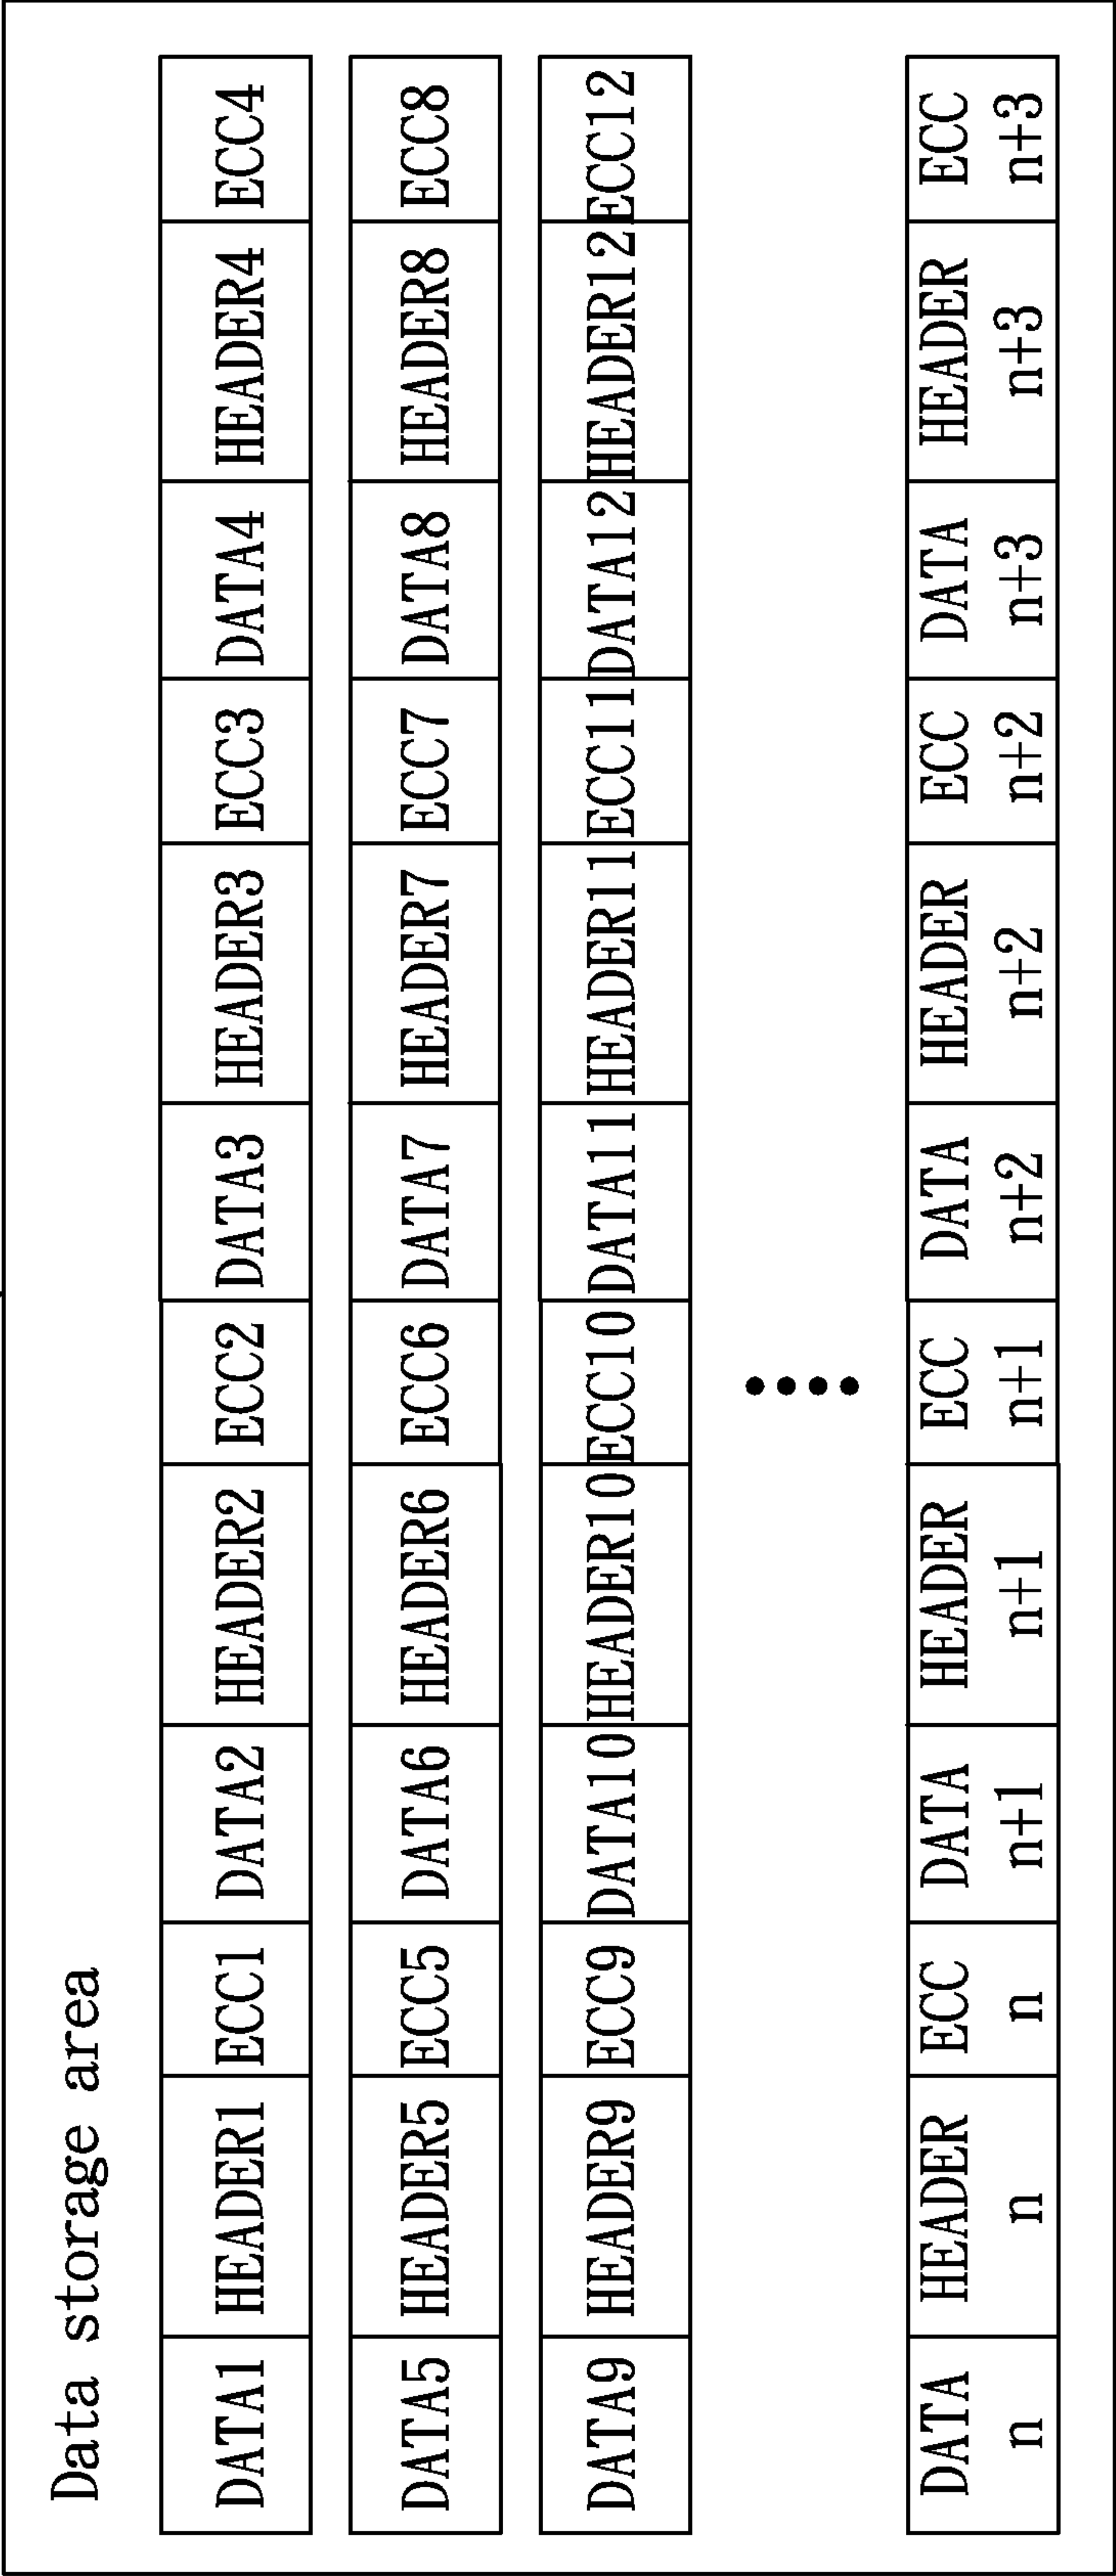 Data storage area
DATA1 HEADER1 ECC1 DATA2 HEADER2 ECC2 DATA3 HEADER3 ECC3 DATA4 HEADER4 ECC4
DATA5 HEADER5 ECC5 DATA6 HEADER6 ECC6 DATA7 HEADER7 ECC7 DATA8 HEADER8 ECC8
DATA9 HEADER9 ECC9 DATA10 HEADER10 ECC10 DATA11 HEADER11 ECC11 DATA12 HEADER12 ECC12
DATA HEADER ECC DATA HEADER ECC DATA HEADER ECC DATA HEADER ECC
n n n n+1 n+1 n+1 n+2 n+2 n+2 n+3 n+3 n+3